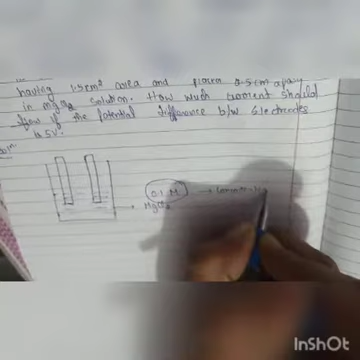 having 1.5cm² area and placed 0.5cm apart
in MgCl₂ solution. How much current should
flow if the potential difference b/w electrodes
is 5V.
0.1 M
MgCl₂
InShOt